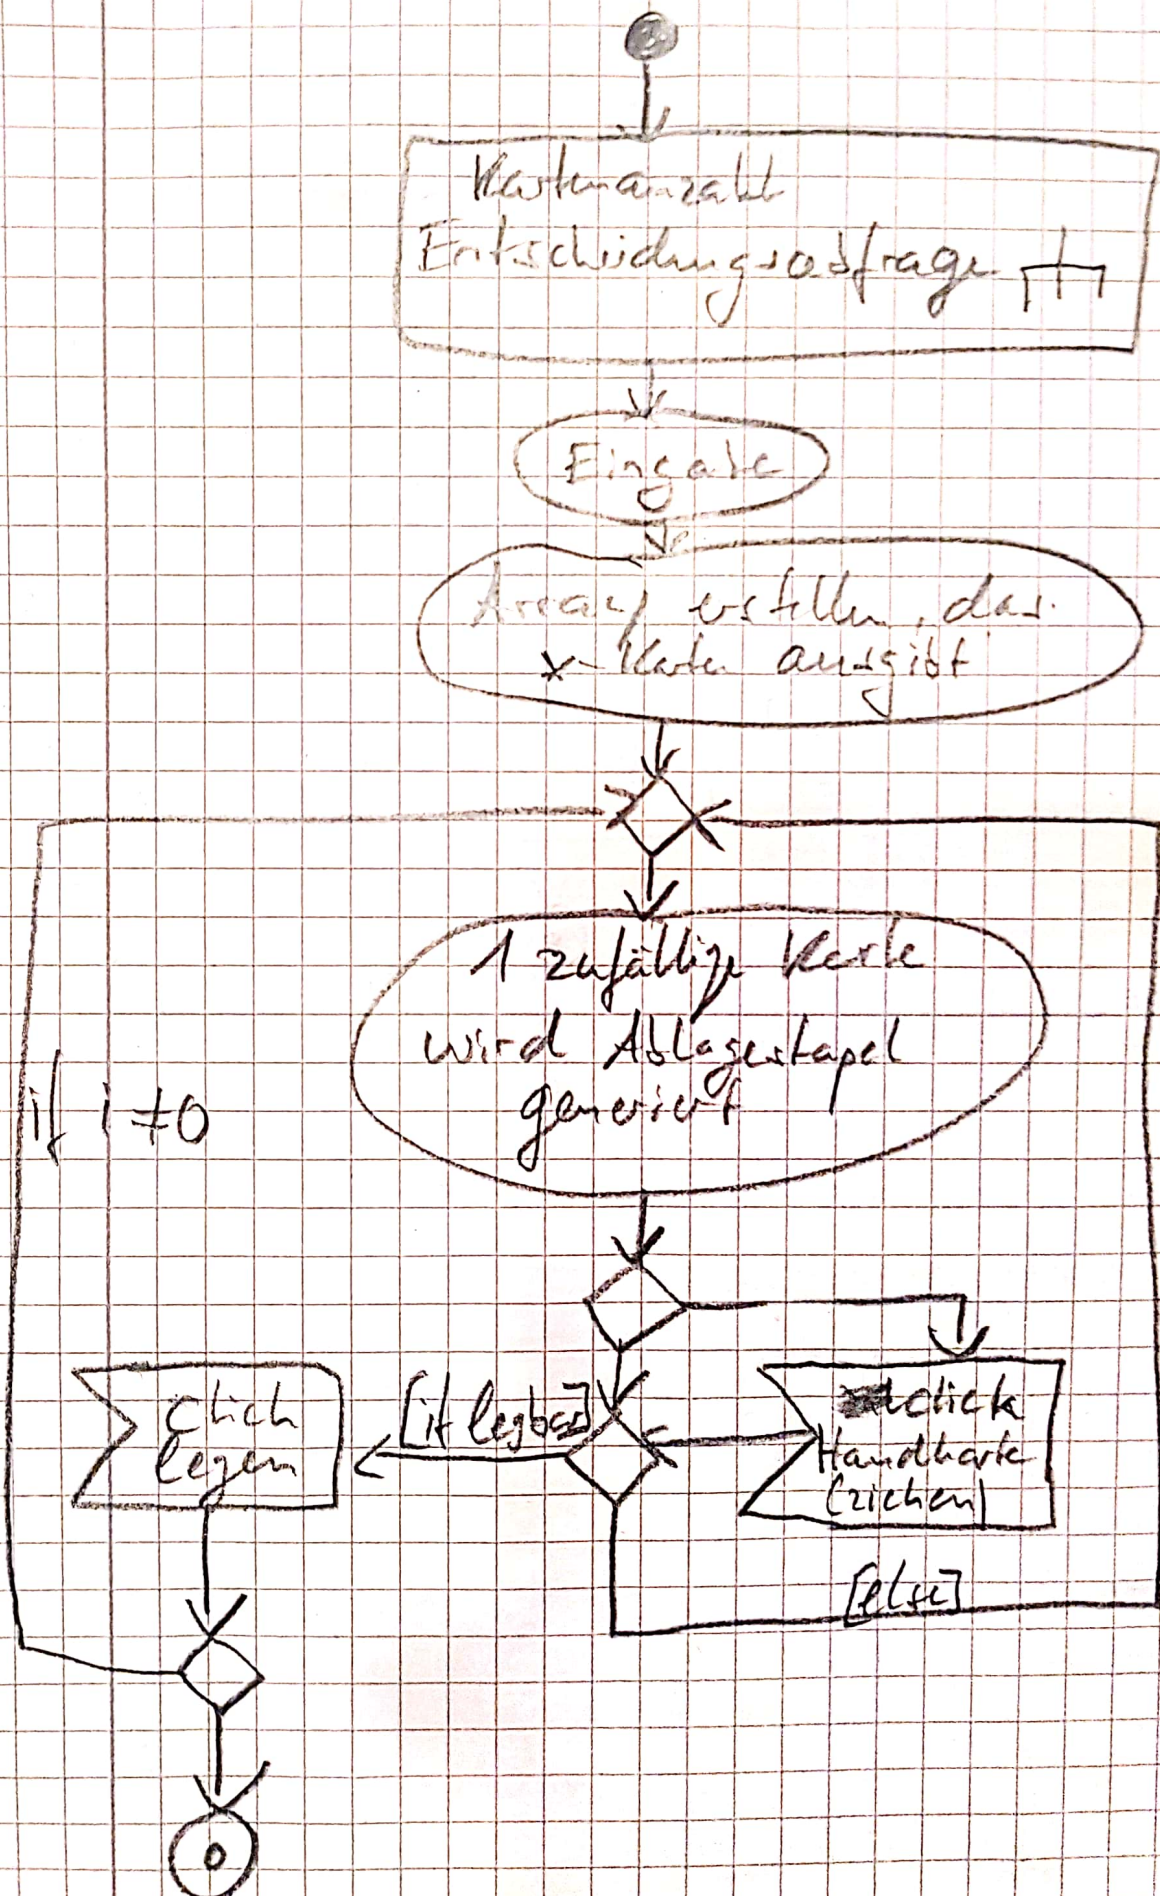 Kartenanzahl
Entscheidungsabfrage
Eingabe
Array erstellen, das
x-Karten ausgibt
1 zufällige Karte
wird Ablagestapel
generiert
if i ≠ 0
Click
legen
[if legbar]
Click
Handkarte
(ziehen)
[else]